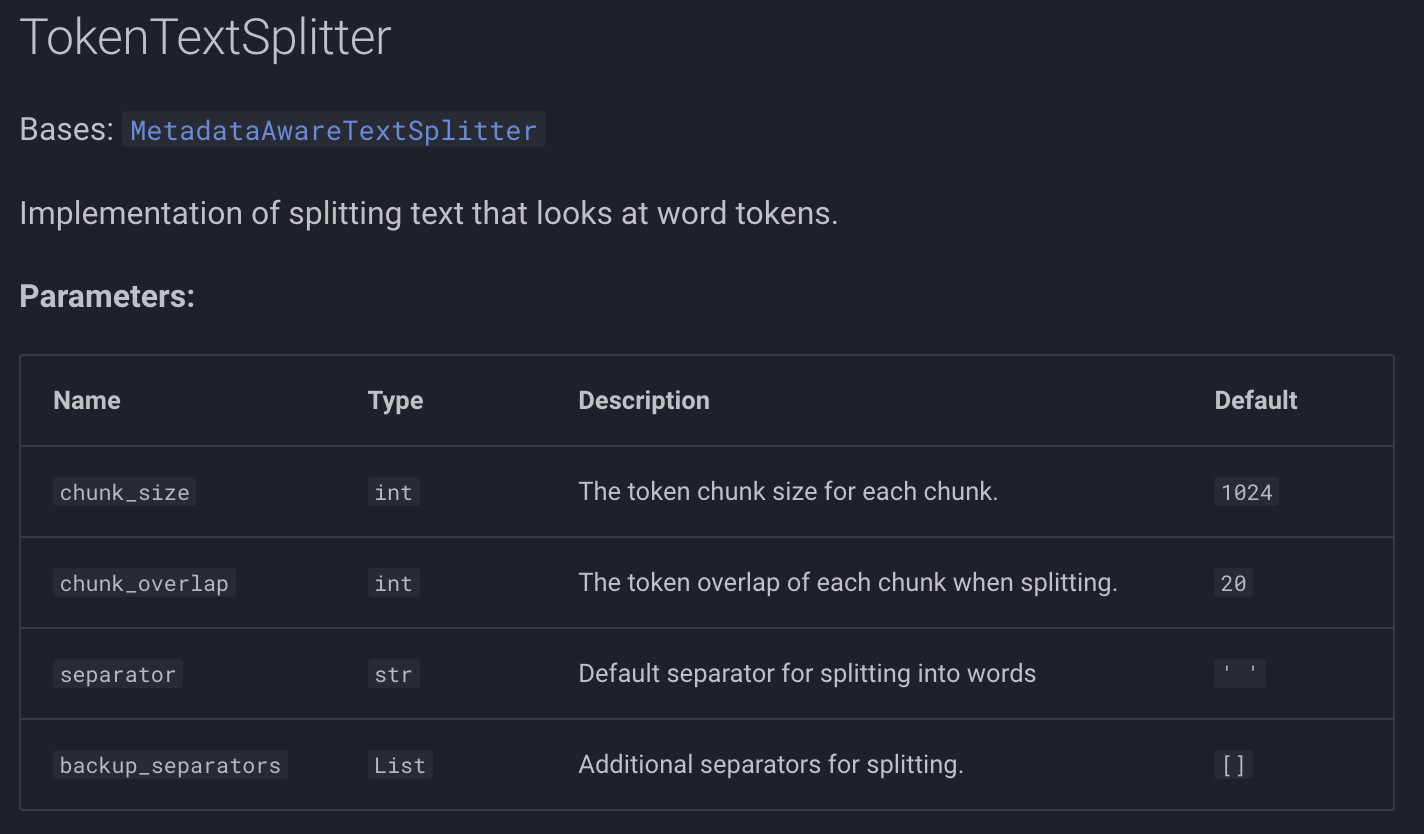 TokenTextSplitter
Bases: MetadataAwareTextSplitter
Implementation of splitting text that looks at word tokens.
Parameters:
Name Type Description Default
chunk_size int The token chunk size for each chunk. 1024
chunk_overlap int The token overlap of each chunk when splitting. 20
separator str Default separator for splitting into words ' '
backup_separators List Additional separators for splitting. []